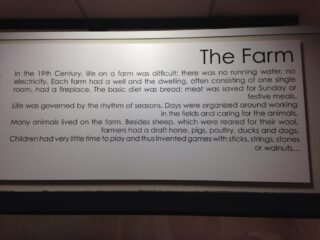 The Farm
In the 19th Century, life on a farm was difficult: there was no running water, no
electricity. Each farm had a well and the dwelling, often consisting of one single
room, had a fireplace. The basic diet was bread; meat was saved for Sunday or
festive meals.
Life was governed by the rhythm of seasons. Days were organized around working
in the fields and caring for the animals.
Many animals lived on the farm. Besides sheep, which were reared for their wool,
farmers had a draft horse, pigs, poultry, ducks and dogs.
Children had very little time to play and thus invented games with sticks, strings, stones
or walnuts...